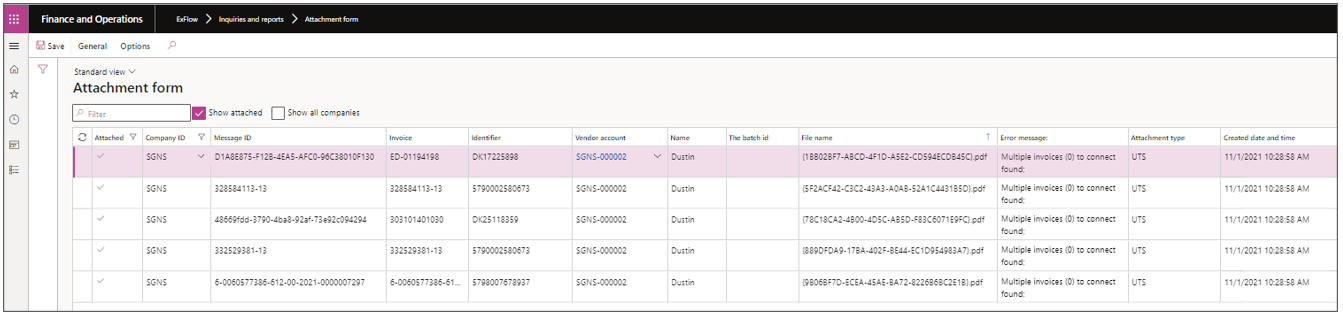 Finance and Operations ExFlow > Inquiries and reports > Attachment form
Save General Options
Standard view
Attachment form
Filter Show attached Show all companies
Attached Company ID Message ID Invoice Identifier Vendor account Name The batch id File name Error message: Attachment type Created date and time
SGNS D1A8E875-F12B-4EA5-AFC0-96C38010F130 ED-01194198 DK17225898 SGNS-000002 Dustin {1BB02BF7-ABCD-4F1D-A5E2-CD594ECDB45C}.pdf Multiple invoices (0) to connect UTS 11/1/2021 10:28:58 AM
found;
SGNS 328584113-13 328584113-13 5790002580673 SGNS-000002 Dustin {5F2ACF42-C3C2-43A3-A0AB-52A1C4431B5D}.pdf Multiple invoices (0) to connect UTS 11/1/2021 10:28:58 AM
found;
SGNS 48669fdd-3790-4ba8-92af-73e92c094294 303101401030 DK25118359 SGNS-000002 Dustin {78C18CA2-4B00-4D5C-AB5D-F83C6071E9FC}.pdf Multiple invoices (0) to connect UTS 11/1/2021 10:28:58 AM
found;
SGNS 332529381-13 332529381-13 5790002580673 SGNS-000002 Dustin {889DFDA9-17BA-402F-BE44-EC1D954983A7}.pdf Multiple invoices (0) to connect UTS 11/1/2021 10:28:58 AM
found;
SGNS 6-0060577386-612-00-2021-0000007297 6-0060577386-61... 5798007678937 SGNS-000002 Dustin {9B06BF7D-ECEA-45AE-BA72-8226B6BC2E1B}.pdf Multiple invoices (0) to connect UTS 11/1/2021 10:28:58 AM
found;